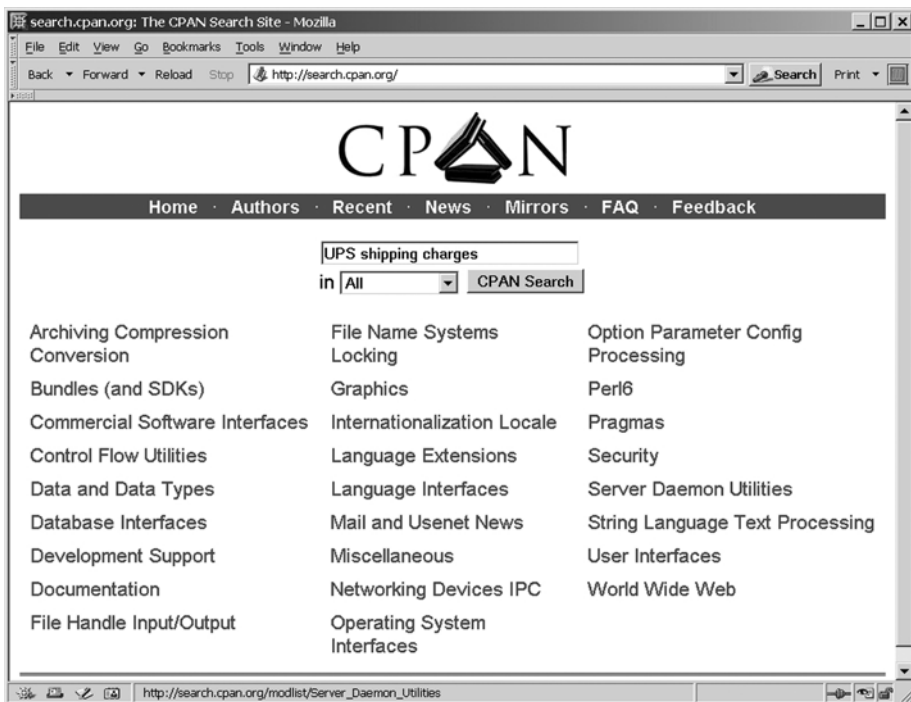 search.cpan.org: The CPAN Search Site - Mozilla
File Edit View Go Bookmarks Tools Window Help
Back Forward Reload Stop http://search.cpan.org/ Search Print
CPAN
Home · Authors · Recent · News · Mirrors · FAQ · Feedback
UPS shipping charges
in All CPAN Search
Archiving Compression
Conversion
Bundles (and SDKs)
Commercial Software Interfaces
Control Flow Utilities
Data and Data Types
Database Interfaces
Development Support
Documentation
File Handle Input/Output
File Name Systems
Locking
Graphics
Internationalization Locale
Language Extensions
Language Interfaces
Mail and Usenet News
Miscellaneous
Networking Devices IPC
Operating System
Interfaces
Option Parameter Config
Processing
Perl6
Pragmas
Security
Server Daemon Utilities
String Language Text Processing
User Interfaces
World Wide Web
http://search.cpan.org/modlist/Server_Daemon_Utilities